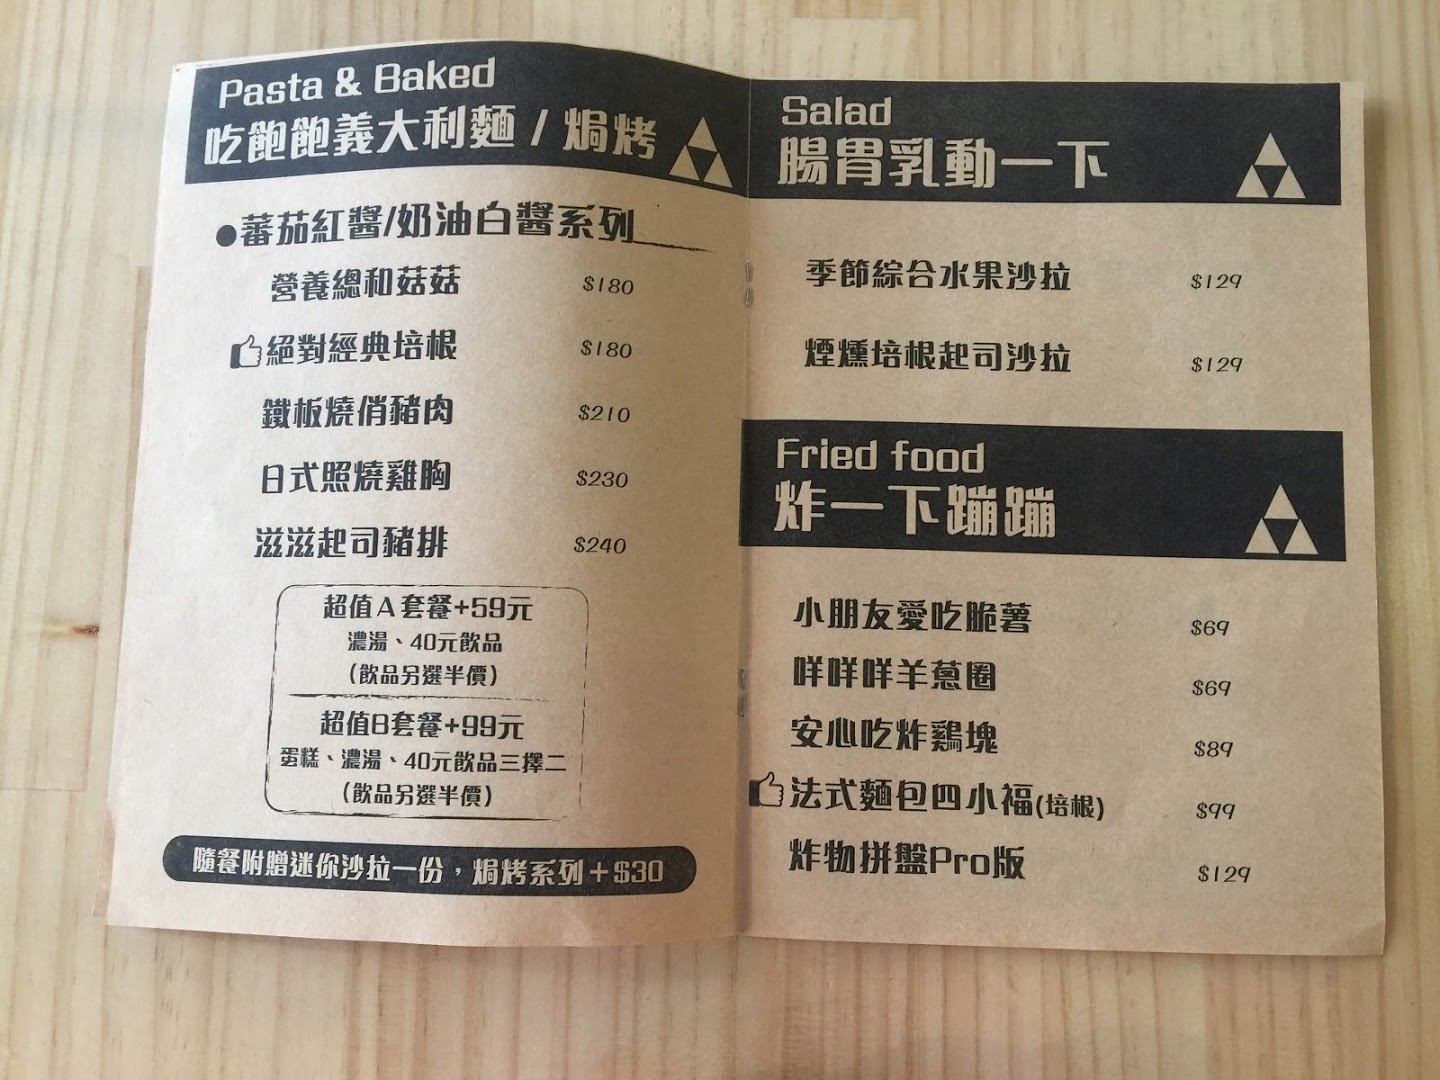 Pasta & Baked
吃飽飽義大利麵 / 焗烤
●蕃茄紅醬/奶油白醬系列
營養總和菇菇 $180
絕對經典培根 $180
鐵板燒俏豬肉 $210
日式照燒雞胸 $230
滋滋起司豬排 $240
超值A套餐+59元
濃湯、40元飲品
(飲品另選半價)
超值B套餐+99元
蛋糕、濃湯、40元飲品三擇二
(飲品另選半價)
隨餐附贈迷你沙拉一份，焗烤系列+$30
Salad
腸胃乳動一下
季節綜合水果沙拉 $129
煙燻培根起司沙拉 $129
Fried food
炸一下蹦蹦
小朋友愛吃脆薯 $69
咩咩咩羊蔥圈 $69
安心吃炸鷄塊 $89
法式麵包四小福(培根) $99
炸物拼盤Pro版 $129